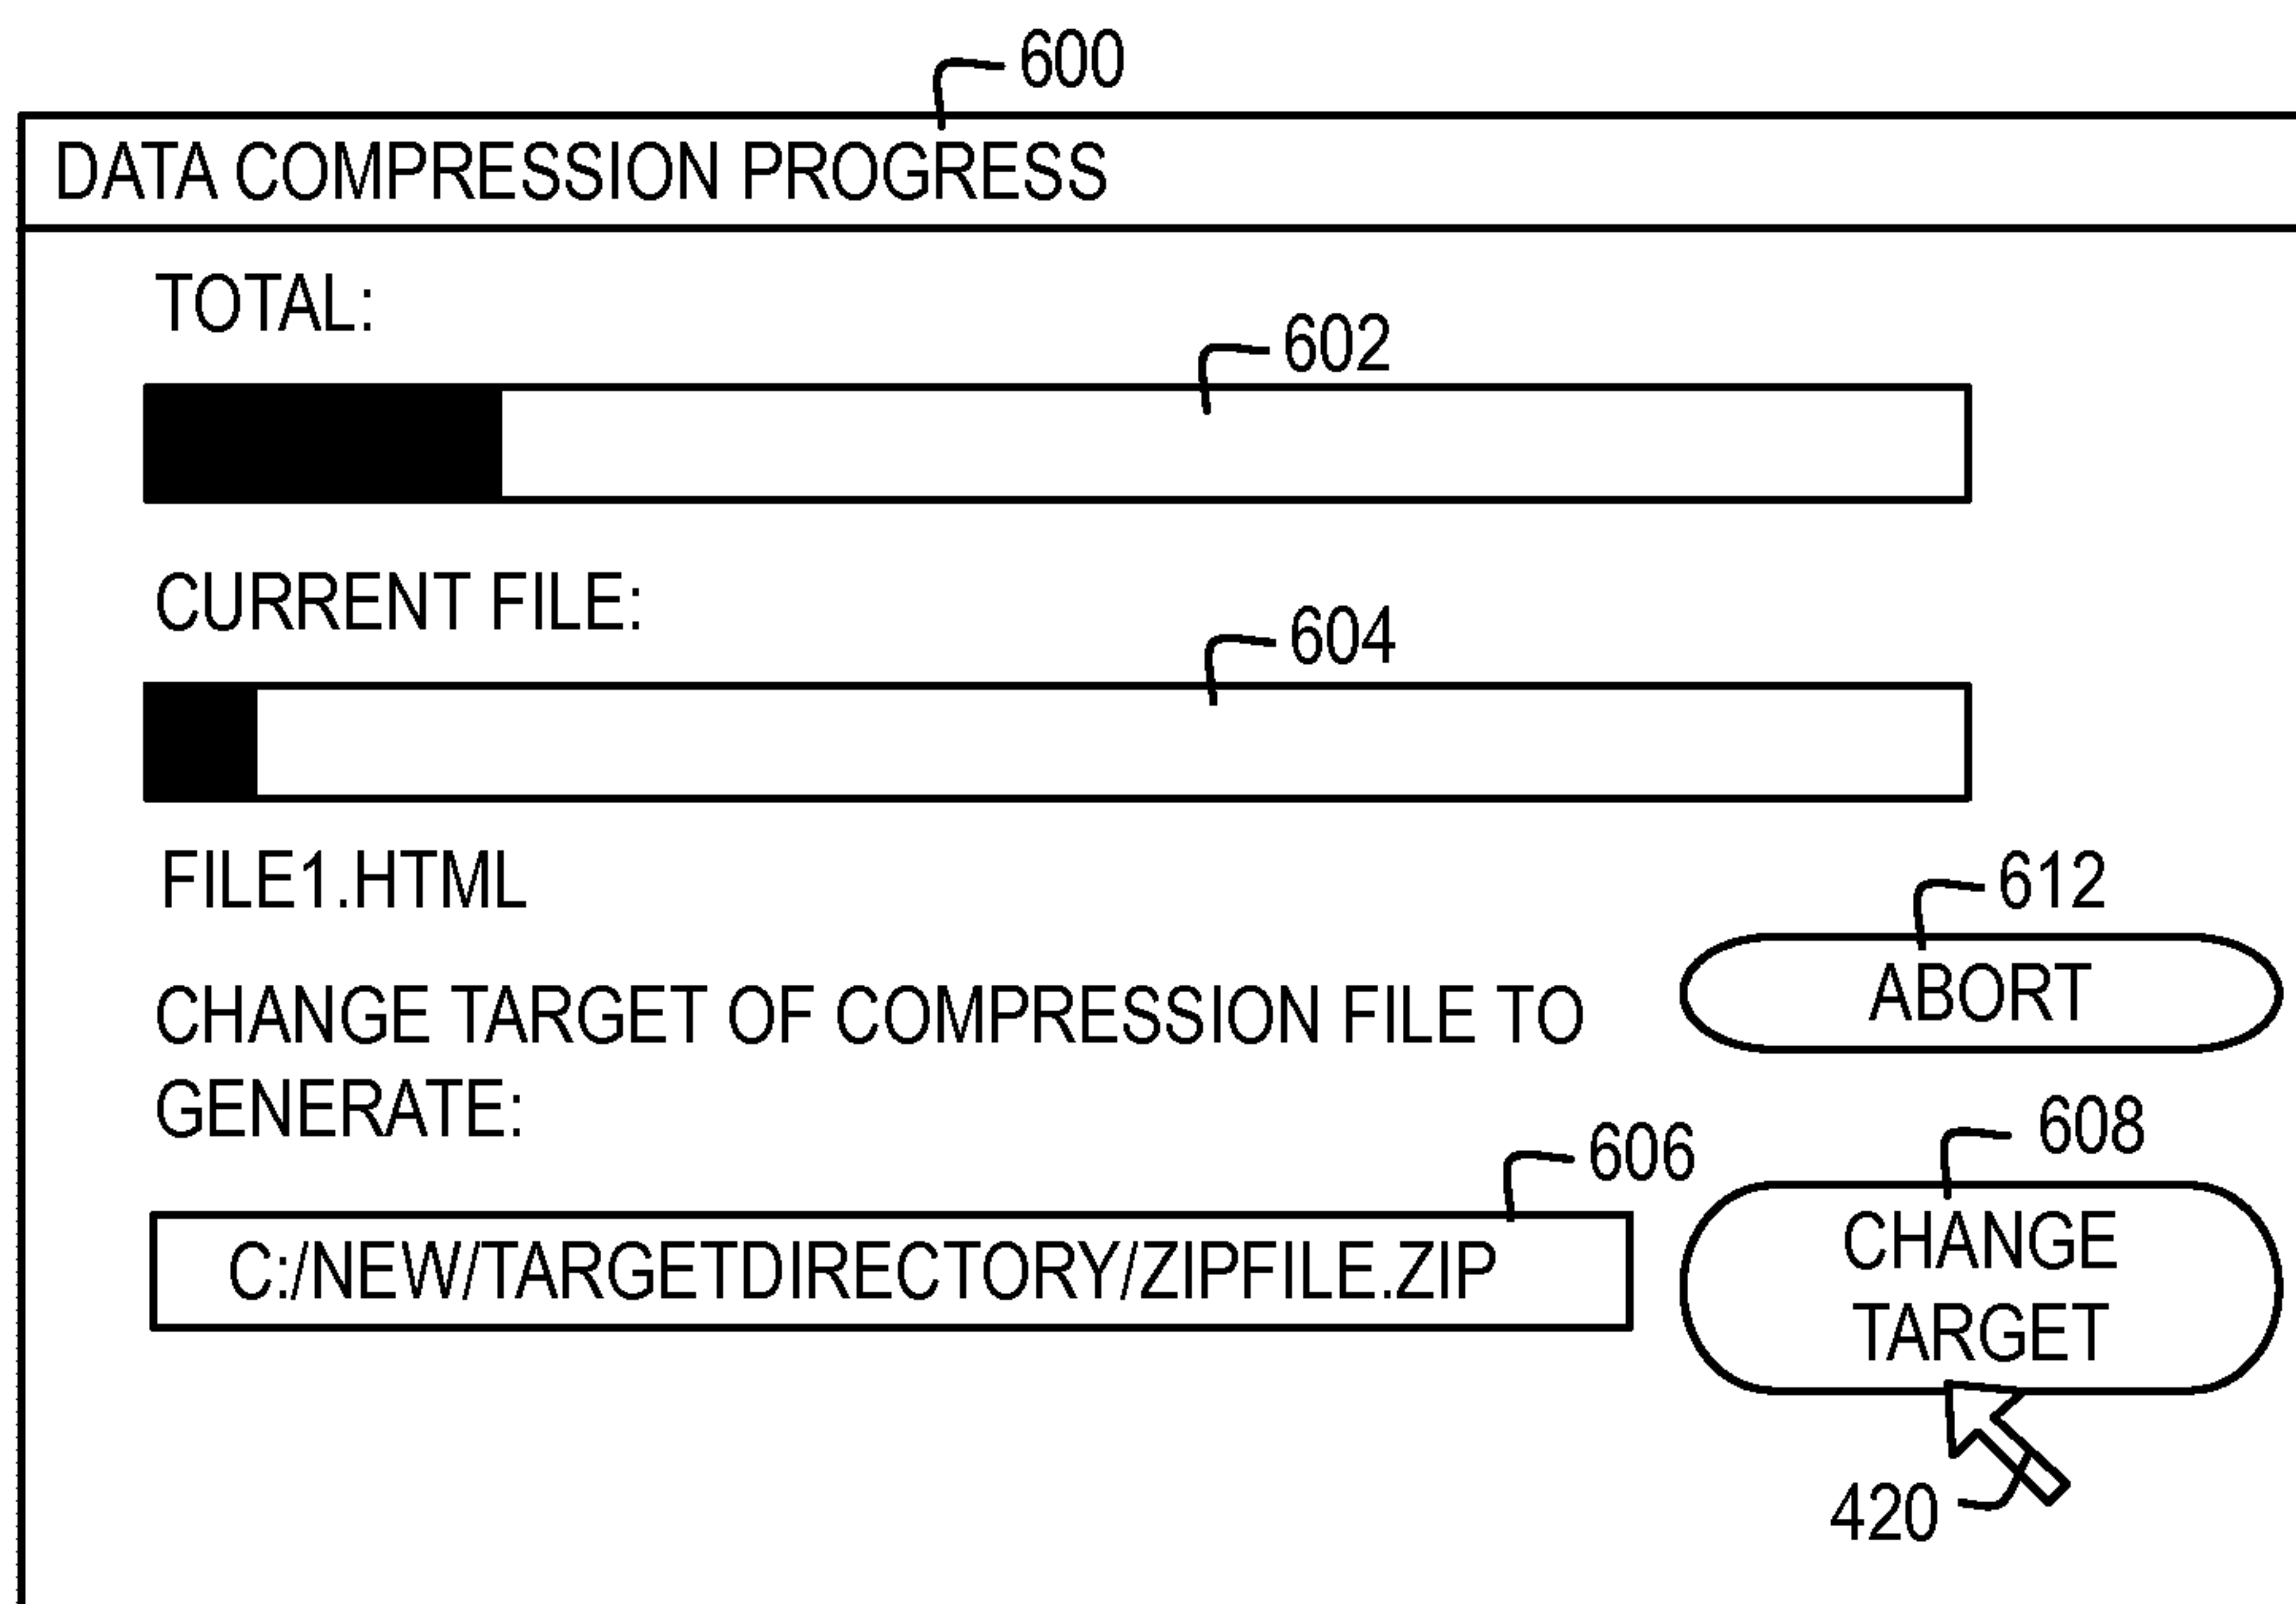 600
DATA COMPRESSION PROGRESS
TOTAL:
602
CURRENT FILE:
604
FILE1.HTML
612
ABORT
CHANGE TARGET OF COMPRESSION FILE TO
GENERATE:
606
608
C:/NEW/TARGETDIRECTORY/ZIPFILE.ZIP
CHANGE
TARGET
420